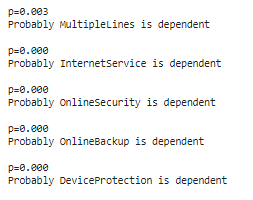 p=0.003
Probably MultipleLines is dependent
p=0.000
Probably InternetService is dependent
p=0.000
Probably OnlineSecurity is dependent
p=0.000
Probably OnlineBackup is dependent
p=0.000
Probably DeviceProtection is dependent